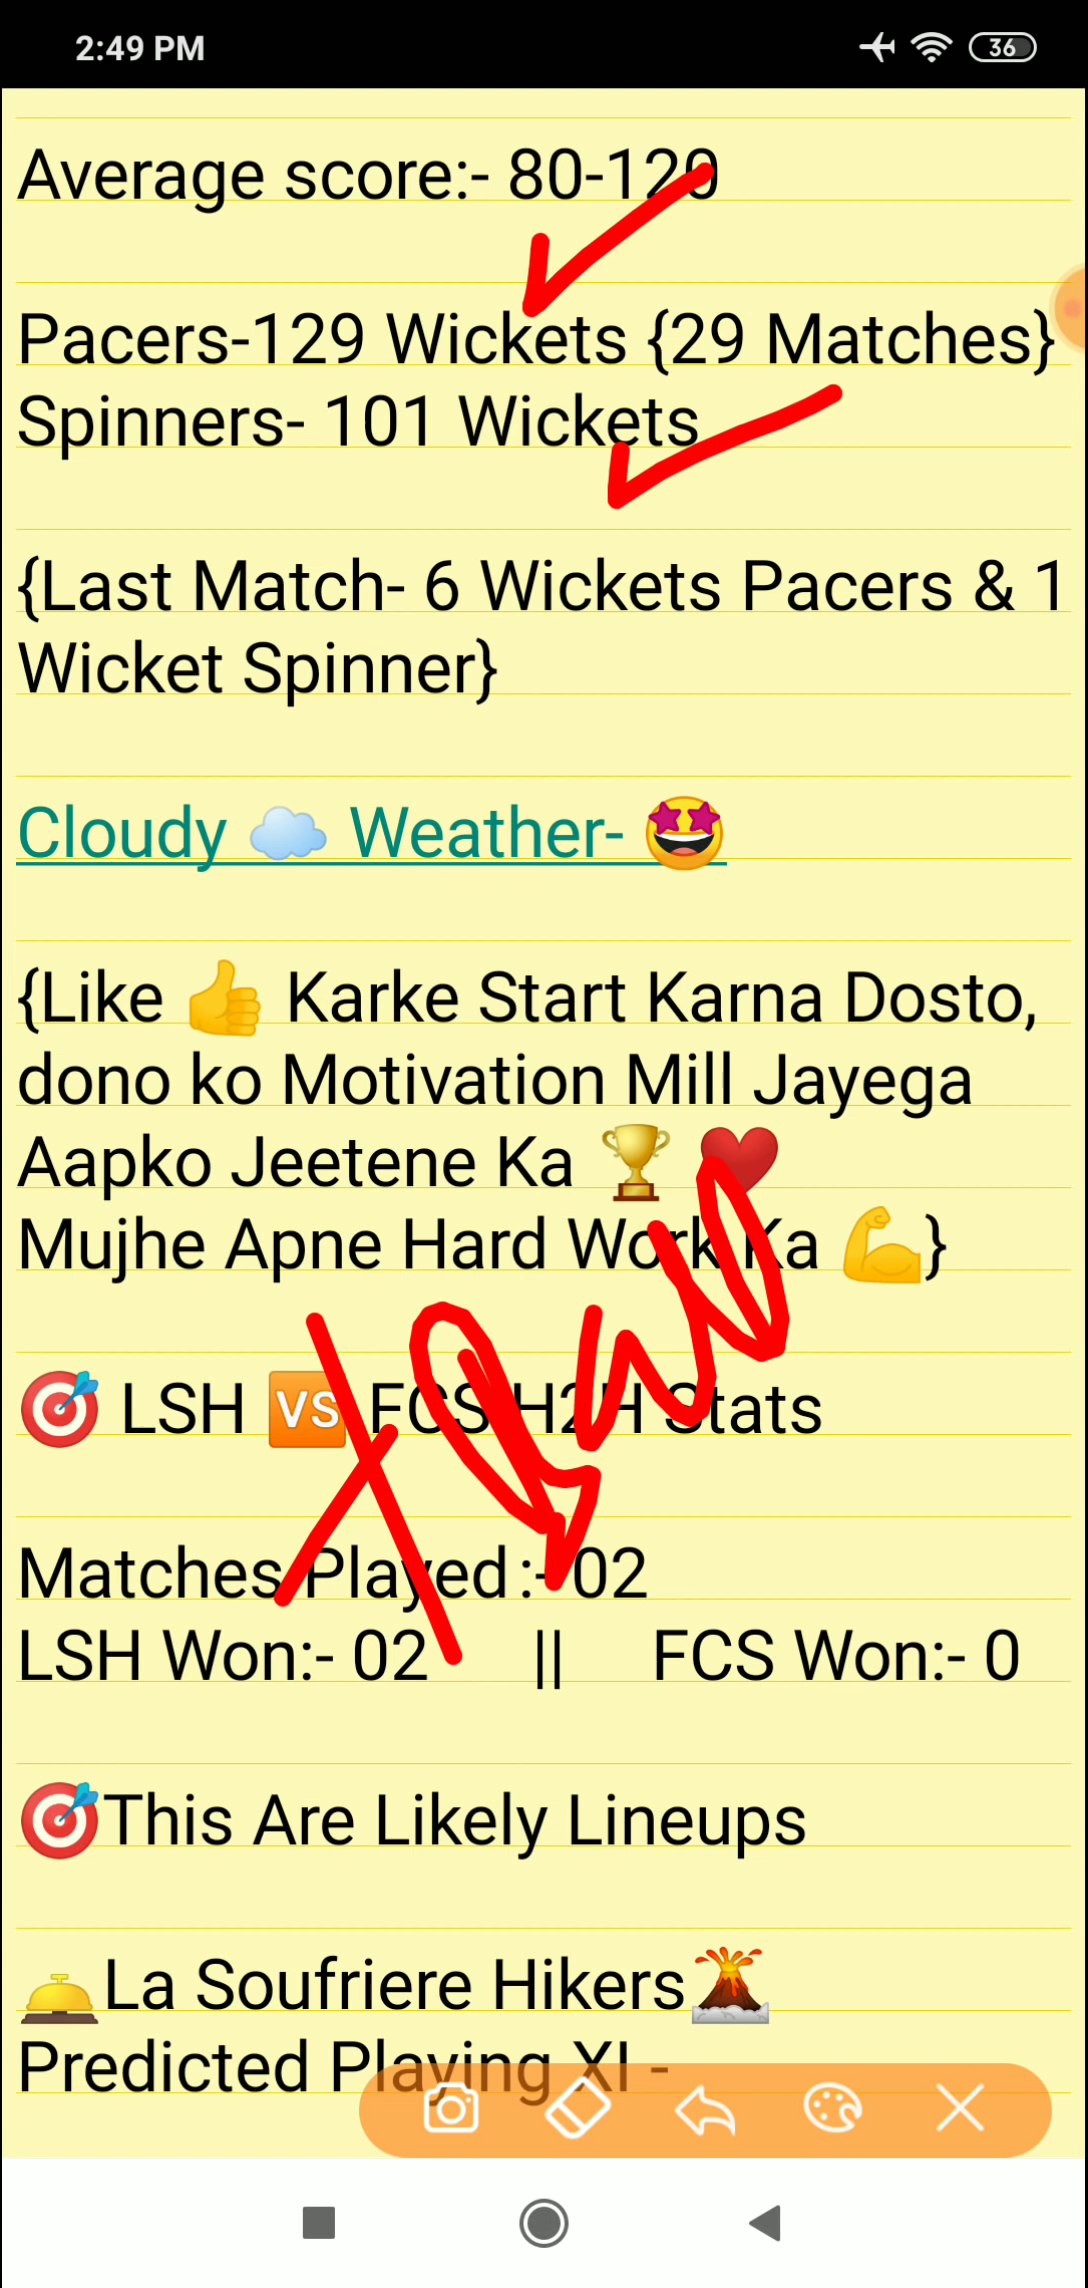 2:49 PM
36
Average score:- 80-120
Pacers-129 Wickets {29 Matches}
Spinners- 101 Wickets
{Last Match- 6 Wickets Pacers & 1
Wicket Spinner}
Cloudy ☁️ Weather- 🤩
{Like 👍 Karke Start Karna Dosto,
dono ko Motivation Mill Jayega
Aapko Jeetene Ka 🏆 ❤️
Mujhe Apne Hard Work Ka 💪}
🎯 LSH 🆚 FCS H2H Stats
Matches Played :- 02
LSH Won:- 02 || FCS Won:- 0
🎯This Are Likely Lineups
🛎️La Soufriere Hikers🌋
Predicted Playing XI -